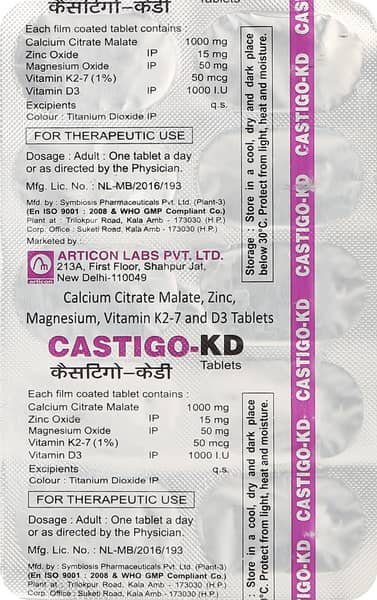 कैसटिगो-केडी
Tablets
Each film coated tablet contains :
Calcium Citrate Malate 1000 mg
Zinc Oxide IP 15 mg
Magnesium Oxide IP 50 mg
Vitamin K2-7 (1%) 50 mcg
Vitamin D3 IP 1000 I.U
Excipients q.s.
Colour : Titanium Dioxide IP
FOR THERAPEUTIC USE
Dosage : Adult : One tablet a day
or as directed by the Physician.
Mfg. Lic. No. : NL-MB/2016/193
Mfd. by : Symbiosis Pharmaceuticals Pvt. Ltd. (Plant-3)
(En ISO 9001 : 2008 & WHO GMP Compliant Co.)
Plant at : Trilokpur Road, Kala Amb - 173030 (H.P.)
Corp. Office : Suketi Road, Kala Amb - 173030 (H.P.)
Marketed by :
Storage : Store in a cool, dry and dark place
below 30°C. Protect from light, heat and moisture.
articon
ARTICON LABS PVT. LTD.
213A, First Floor, Shahpur Jat,
New Delhi-110049
Calcium Citrate Malate, Zinc,
Magnesium, Vitamin K2-7 and D3 Tablets
CASTIGO-KD
कैसटिगो-केडी Tablets
Each film coated tablet contains :
Calcium Citrate Malate 1000 mg
Zinc Oxide IP 15 mg
Magnesium Oxide IP 50 mg
Vitamin K2-7 (1%) 50 mcg
Vitamin D3 IP 1000 I.U
Excipients q.s.
Colour : Titanium Dioxide IP
FOR THERAPEUTIC USE
Dosage : Adult : One tablet a day
or as directed by the Physician.
Mfg. Lic. No. : NL-MB/2016/193
Mfd. by : Symbiosis Pharmaceuticals Pvt. Ltd. (Plant-3)
(En ISO 9001 : 2008 & WHO GMP Compliant Co.)
Plant at : Trilokpur Road, Kala Amb - 173030 (H.P.)
Corp. Office : Suketi Road, Kala Amb - 173030 (H.P.)
: Store in a cool, dry and dark place
°C. Protect from light, heat and moisture.
CASTIGO-KD
CASTIGO-KD
CASTIGO-KD
CASTIGO-KD
GO-KD